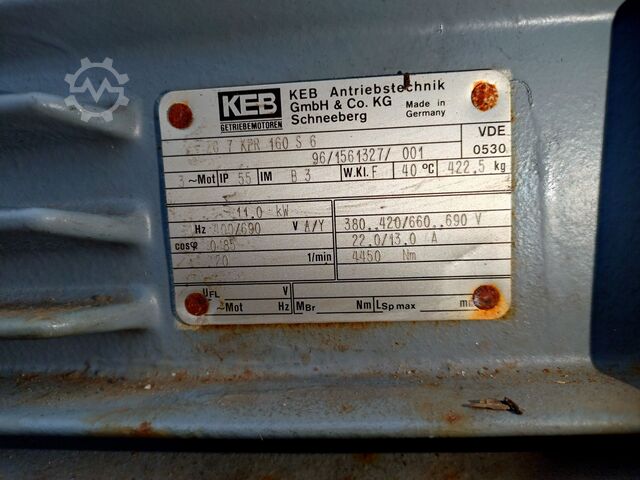 KEB
GETRIEBEMOTOREN
KEB Antriebstechnik
GmbH & Co. KG
Schneeberg
Made in
Germany
G 7 KPR 160 S 6
VDE
0530
96/1561327/ 001
3 ~Mot IP 55 IM B 3 W.Kl. F 40 °C 422,5 kg
11.0 kW
Hz 400/690 V Δ/Y 380..420/660..690 V
cosφ 0.85 22.0/13.0 A
20 1/min 4450 Nm
UFL V
~Mot Hz MBr Nm LSp max